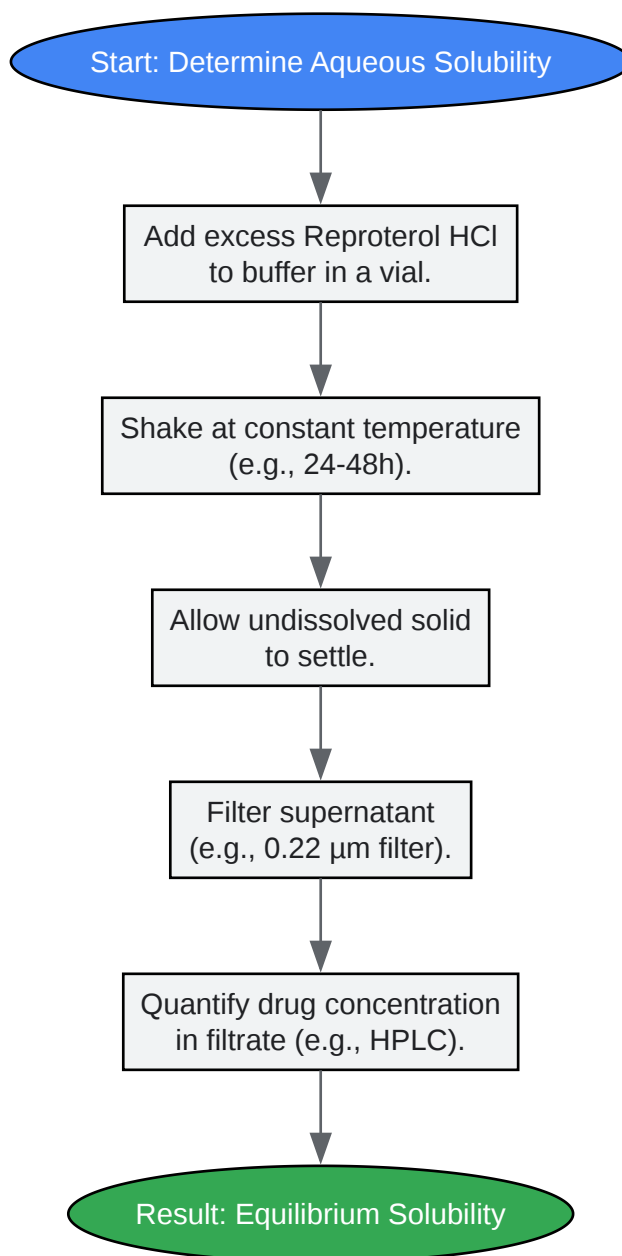 Start: Determine Aqueous Solubility
Add excess Reproterol HCl
to buffer in a vial.
Shake at constant temperature
(e.g., 24-48h).
Allow undissolved solid
to settle.
Filter supernatant
(e.g., 0.22 µm filter).
Quantify drug concentration
in filtrate (e.g., HPLC).
Result: Equilibrium Solubility